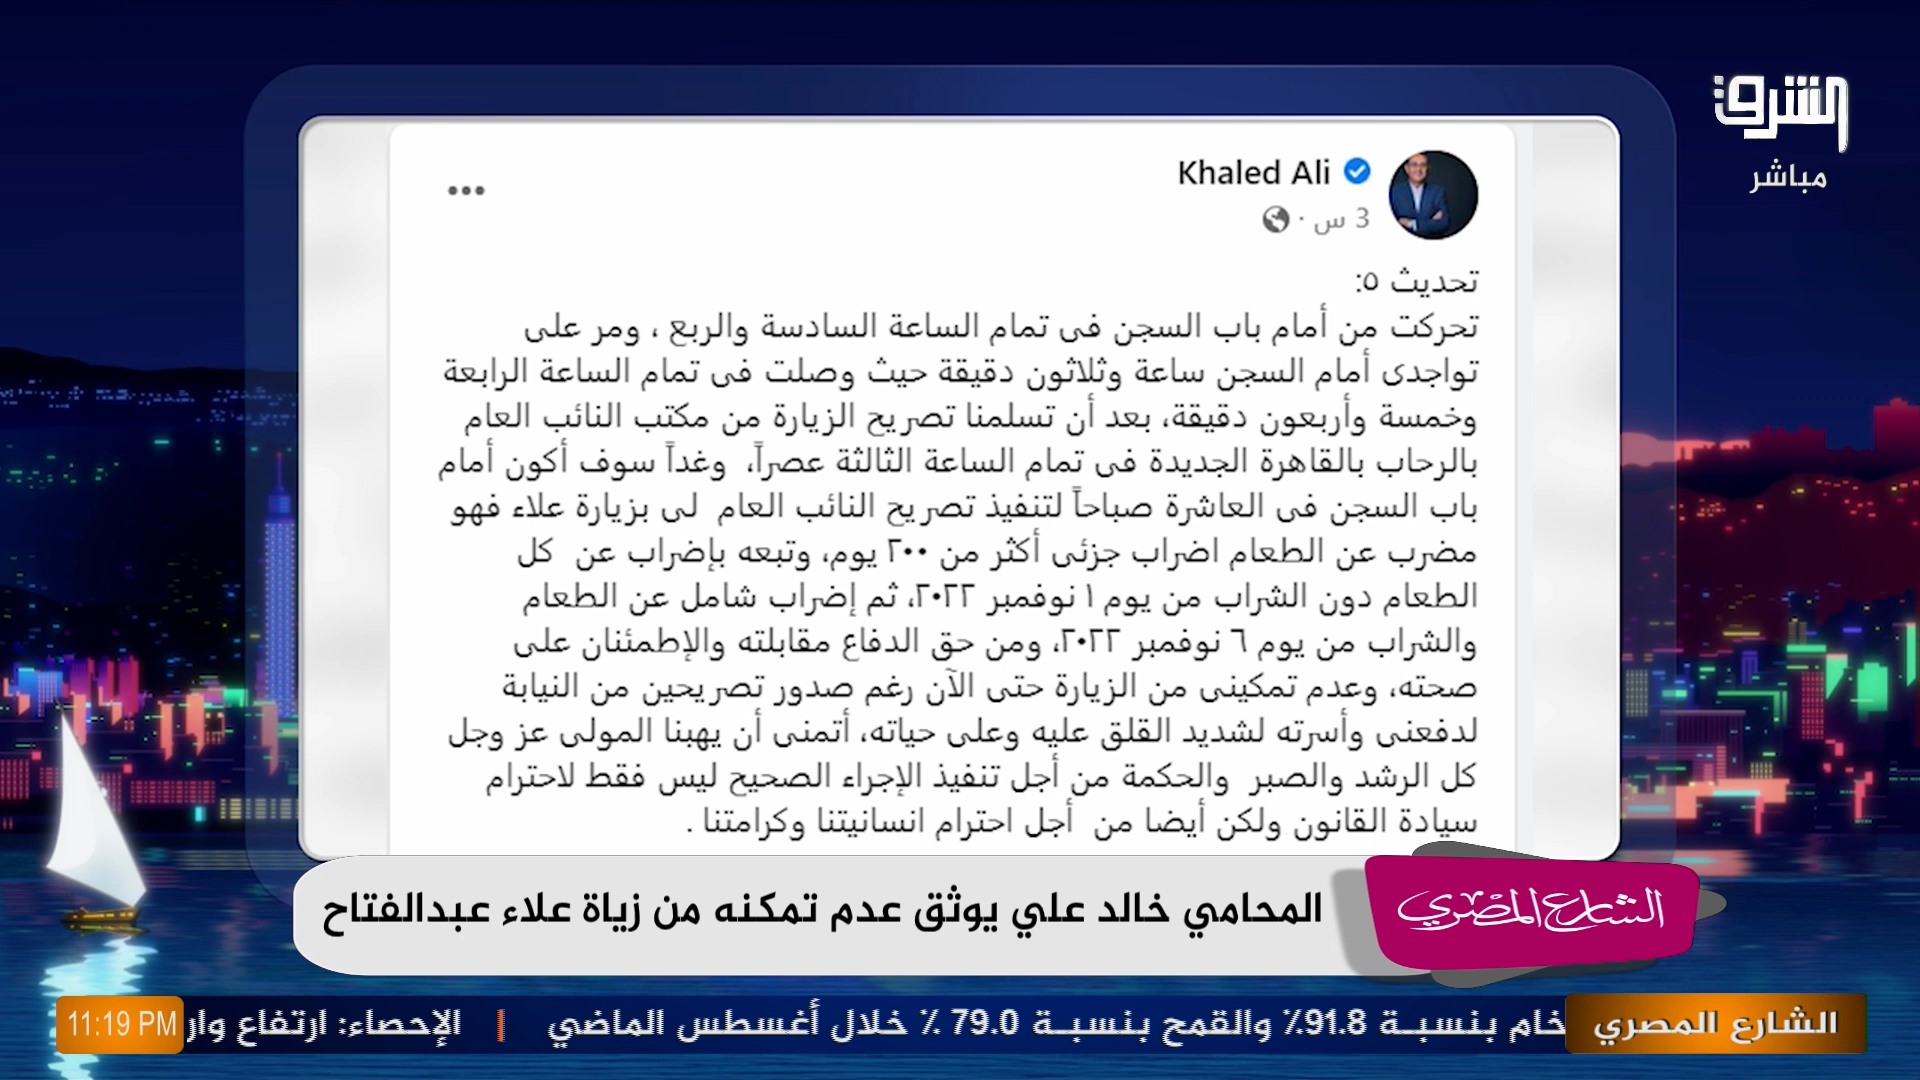 الشرق
مباشر
Khaled Ali
3 س ·
تحديث ٥:
تحركت من أمام باب السجن فى تمام الساعة السادسة والربع ، ومر على
تواجدى أمام السجن ساعة وثلاثون دقيقة حيث وصلت فى تمام الساعة الرابعة
وخمسة وأربعون دقيقة، بعد أن تسلمنا تصريح الزيارة من مكتب النائب العام
بالرحاب بالقاهرة الجديدة فى تمام الساعة الثالثة عصراً، وغداً سوف أكون أمام
باب السجن فى العاشرة صباحاً لتنفيذ تصريح النائب العام لى بزيارة علاء فهو
مضرب عن الطعام اضراب جزئى أكثر من ٢٠٠ يوم، وتبعه بإضراب عن كل
الطعام دون الشراب من يوم ١ نوفمبر ٢٠٢٢، ثم إضراب شامل عن الطعام
والشراب من يوم ٦ نوفمبر ٢٠٢٢، ومن حق الدفاع مقابلته والإطمئنان على
صحته، وعدم تمكينى من الزيارة حتى الآن رغم صدور تصريحين من النيابة
لدفعنى وأسرته لشديد القلق عليه وعلى حياته، أتمنى أن يهبنا المولى عز وجل
كل الرشد والصبر والحكمة من أجل تنفيذ الإجراء الصحيح ليس فقط لاحترام
سيادة القانون ولكن أيضا من أجل احترام انسانيتنا وكرامتنا .
الشارع المصري
المحامي خالد علي يوثق عدم تمكنه من زياة علاء عبدالفتاح
الشارع المصري
خام بنسبة 91.8٪ والقمح بنسبة 79.0 ٪ خلال أغسطس الماضي | الإحصاء: ارتفاع وار
11:19 PM